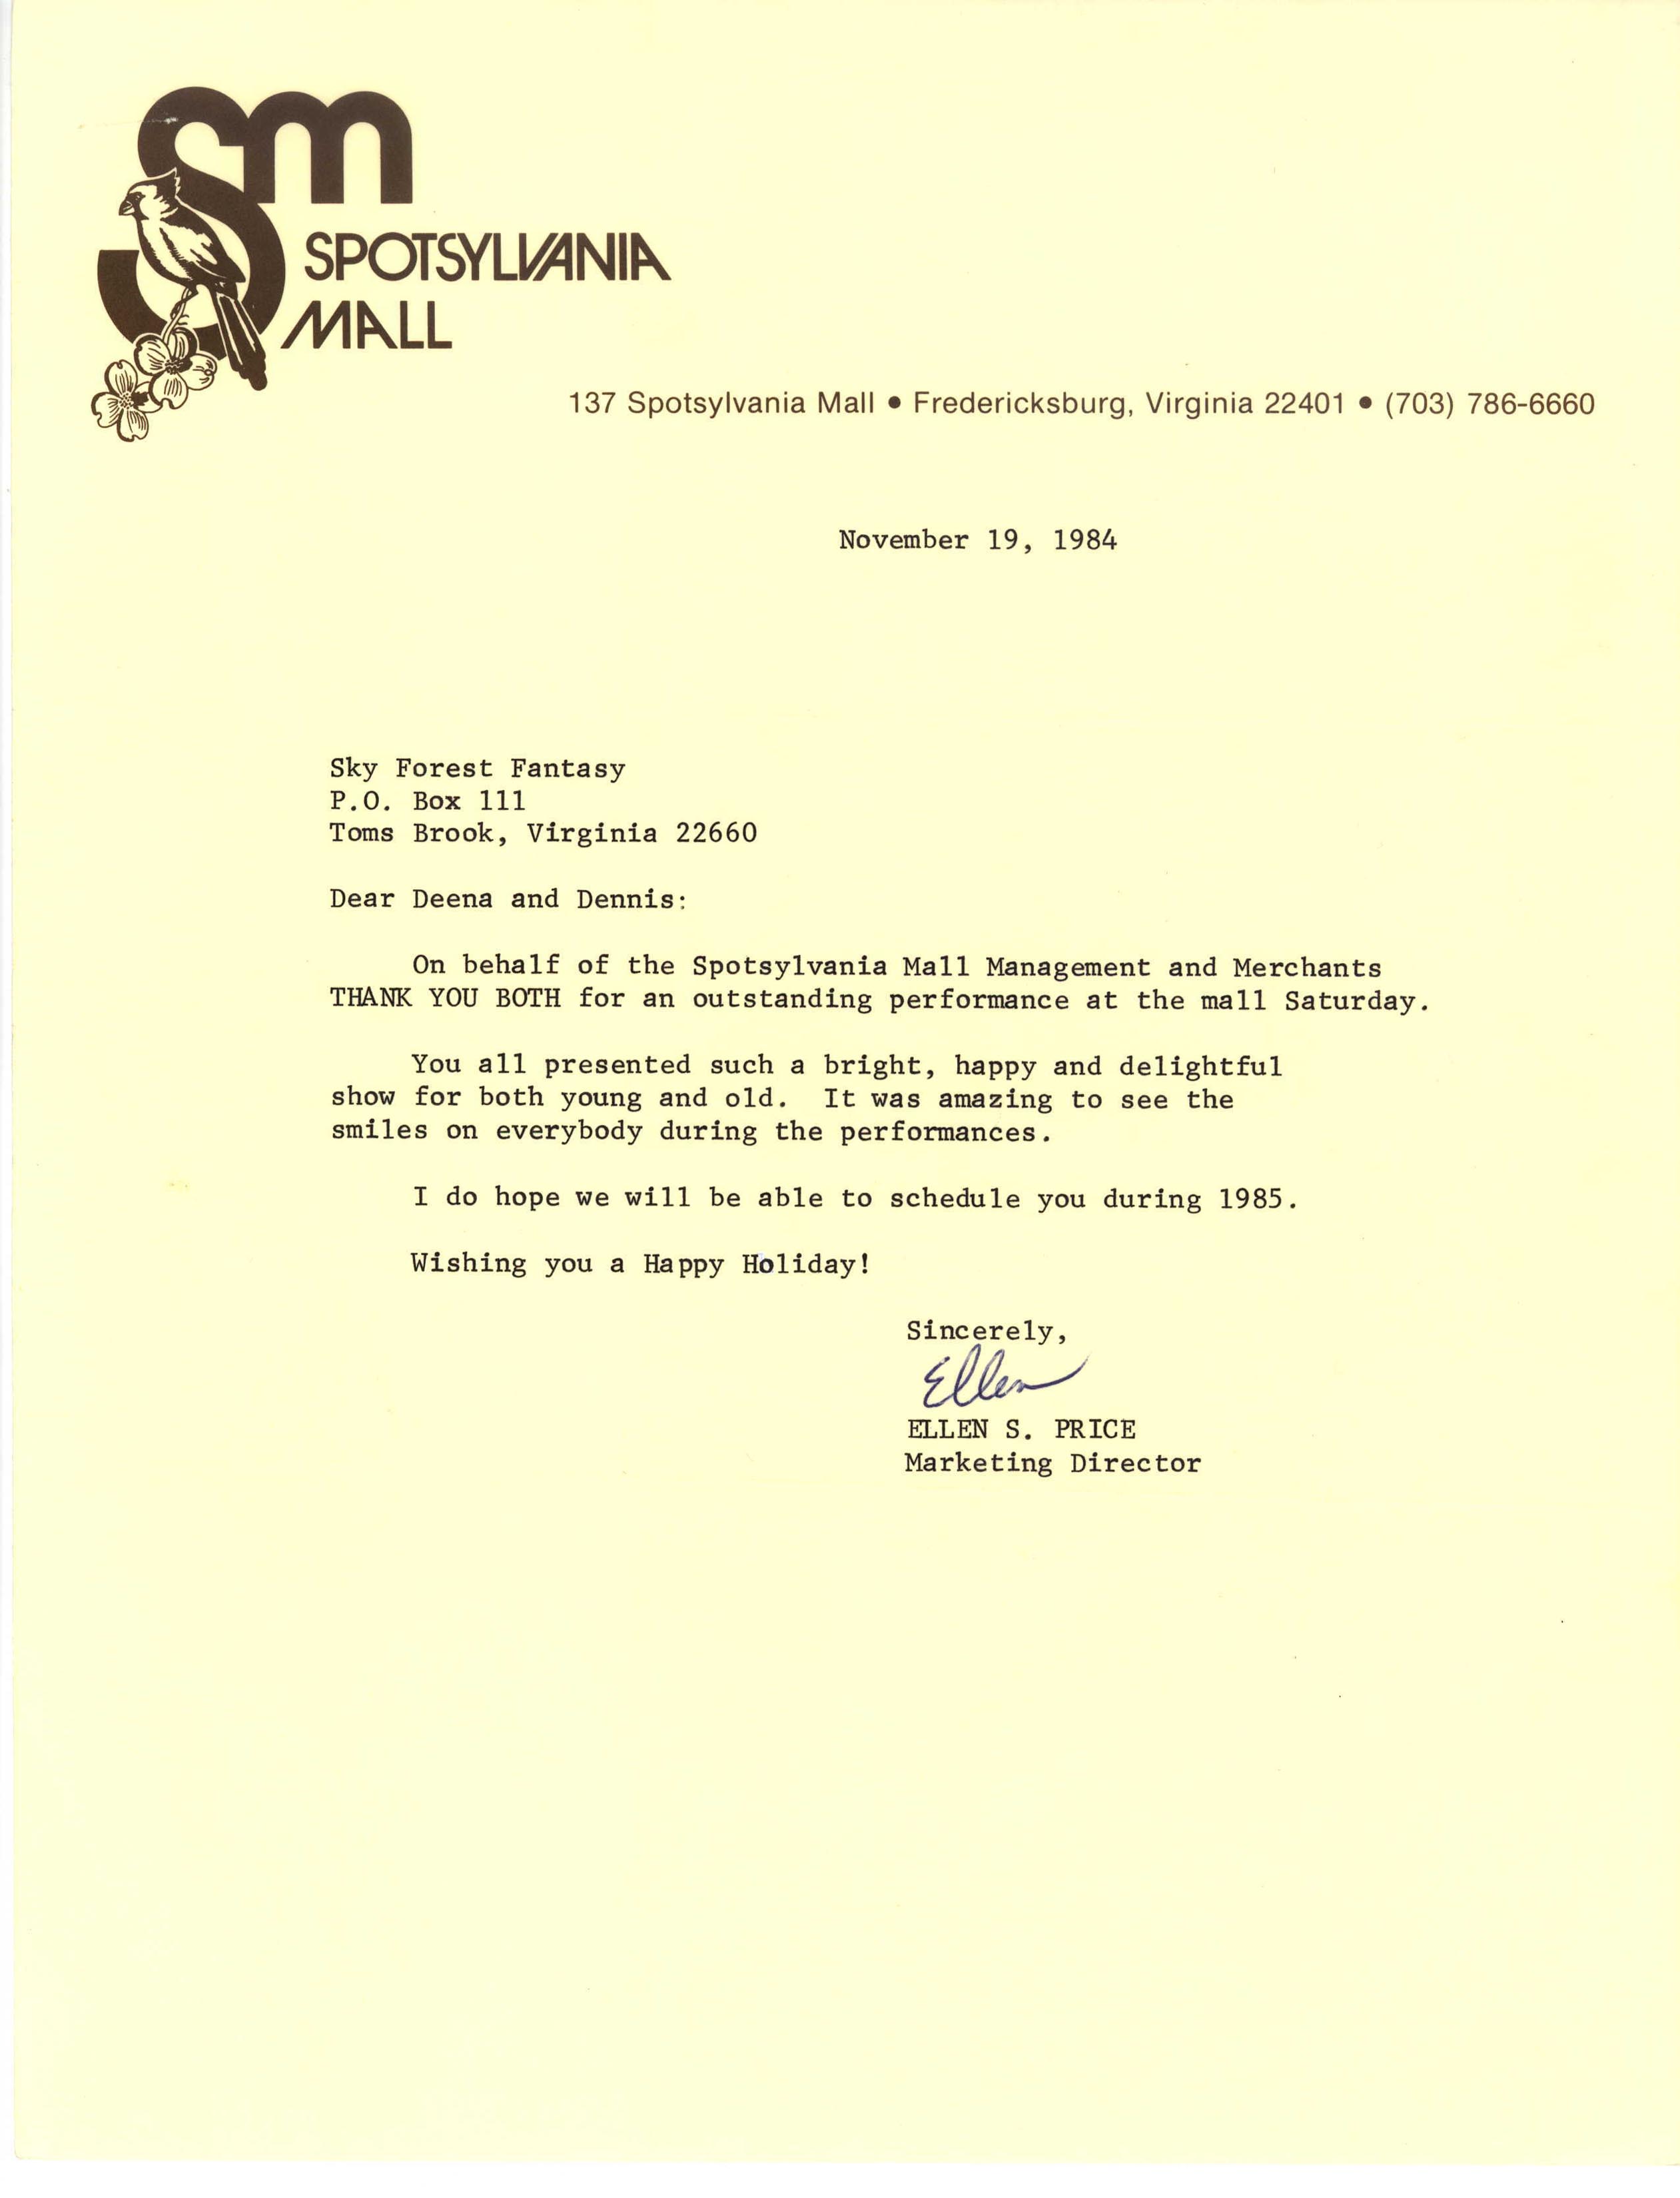 Sm
SPOTSYLVANIA
MALL
137 Spotsylvania Mall ● Fredericksburg, Virginia 22401 ● (703) 786-6660
November 19, 1984
Sky Forest Fantasy
P.O. Box 111
Toms Brook, Virginia 22660
Dear Deena and Dennis:
On behalf of the Spotsylvania Mall Management and Merchants
THANK YOU BOTH for an outstanding performance at the mall Saturday.
You all presented such a bright, happy and delightful
show for both young and old. It was amazing to see the
smiles on everybody during the performances.
I do hope we will be able to schedule you during 1985.
Wishing you a Happy Holiday!
Sincerely,
Ellen
ELLEN S. PRICE
Marketing Director